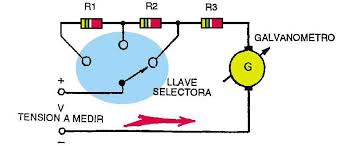 R1 R2 R3
GALVANOMETRO
G
LLAVE
SELECTORA
+
V
TENSION A MEDIR
−